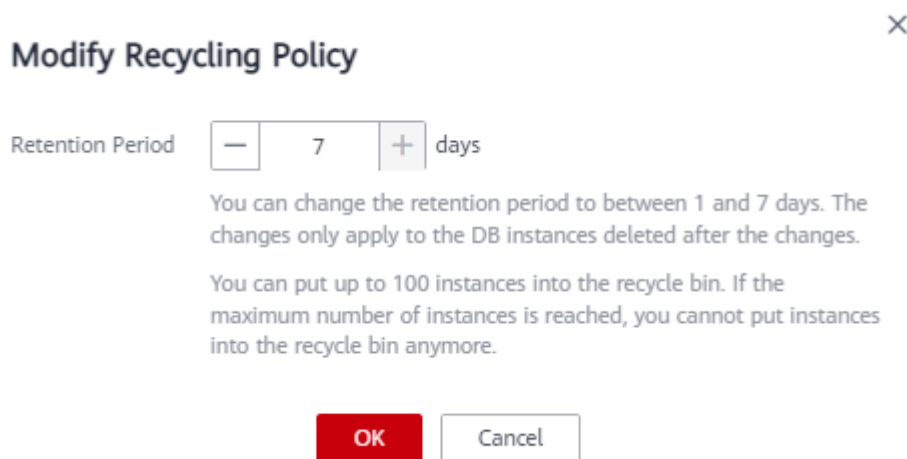 Modify Recycling Policy
Retention Period 7 days
You can change the retention period to between 1 and 7 days. The
changes only apply to the DB instances deleted after the changes.
You can put up to 100 instances into the recycle bin. If the
maximum number of instances is reached, you cannot put instances
into the recycle bin anymore.
OK Cancel